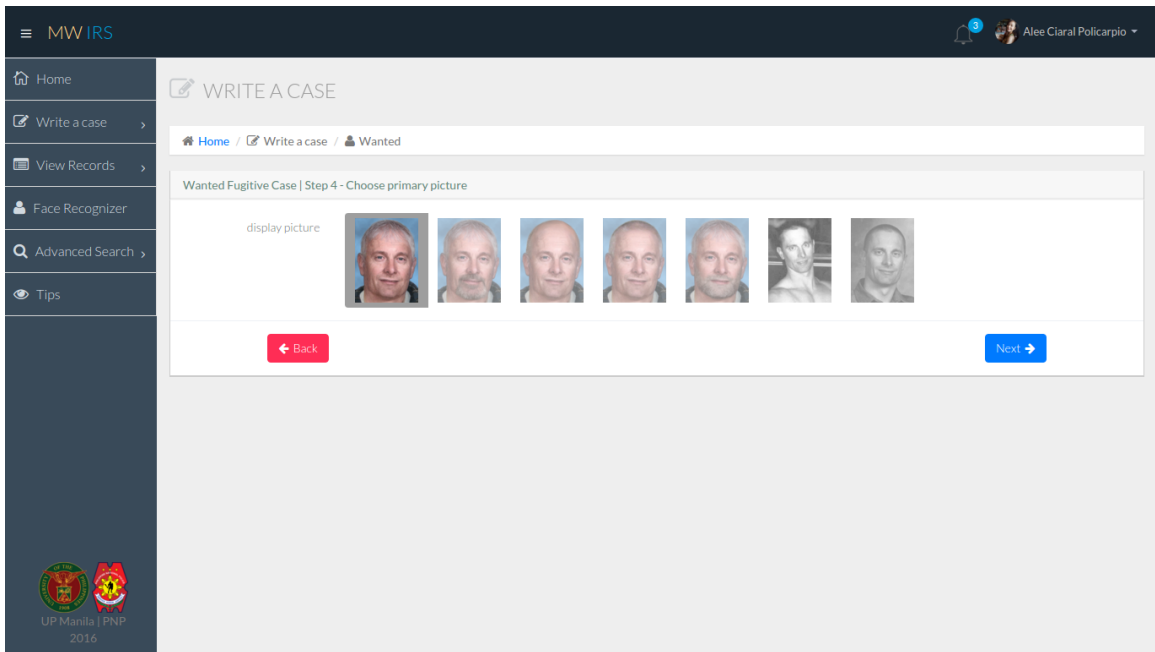 MW IRS
3
Alee Ciaral Policarpio
Home
Write a case
View Records
Face Recognizer
Advanced Search
Tips
WRITE A CASE
Home / Write a case / Wanted
Wanted Fugitive Case | Step 4 - Choose primary picture
display picture
Back
Next
UP Manila | PNP
2016